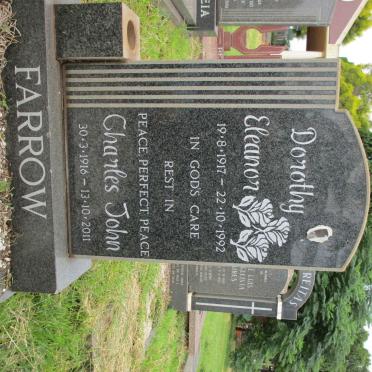 Dorothy
Eleanor
19·8·1917 - 22·10·1992
IN GODS CARE
REST IN
PEACE PERFECT PEACE
Charles John
30·3·1916 - 13·10·2011
FARROW
FREITAS